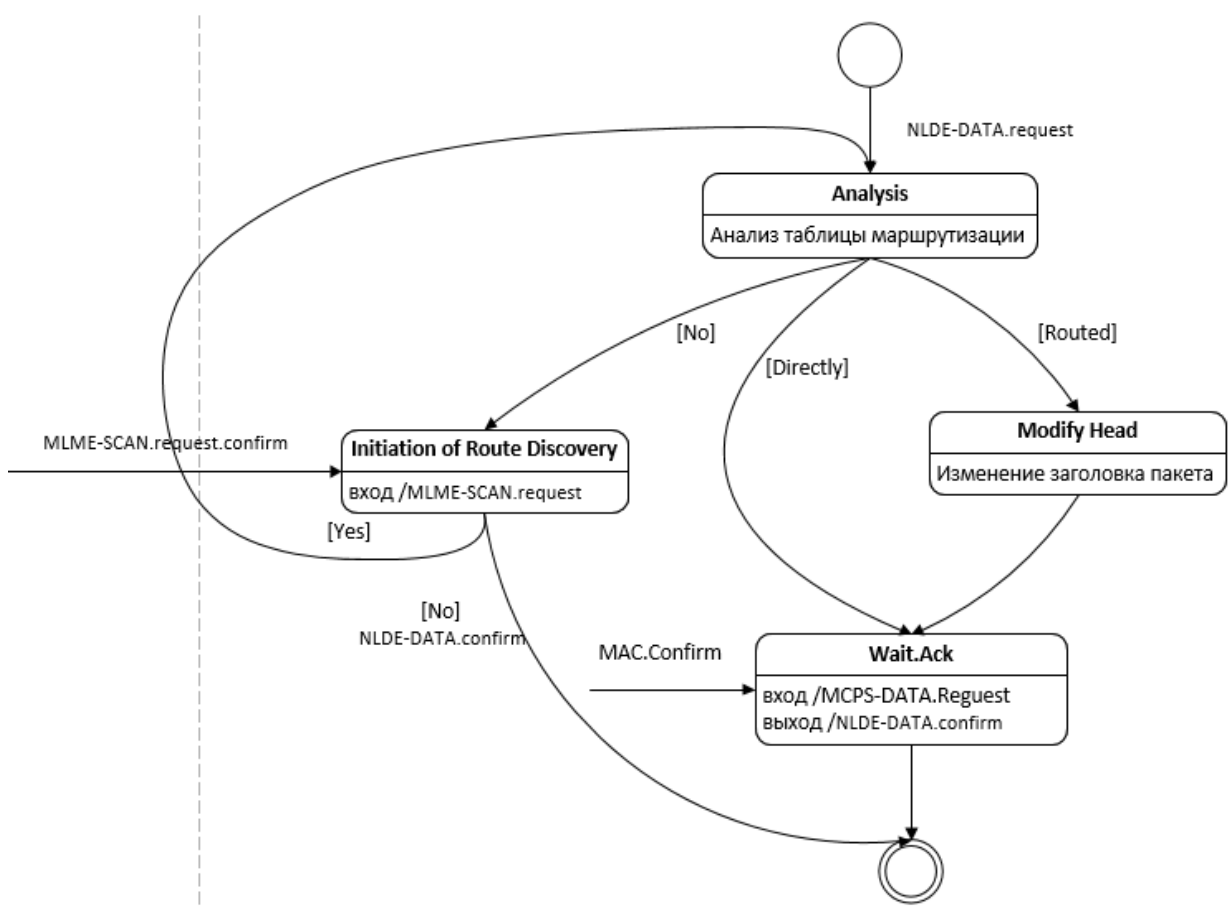 NLDE-DATA.request
Analysis
Анализ таблицы маршрутизации
[No]
[Routed]
[Directly]
MLME-SCAN.request.confirm
Initiation of Route Discovery
вход /MLME-SCAN.request
Modify Head
Изменение заголовка пакета
[Yes]
[No]
NLDE-DATA.confirm
MAC.Confirm
Wait.Ack
вход /MCPS-DATA.Reguest
выход /NLDE-DATA.confirm